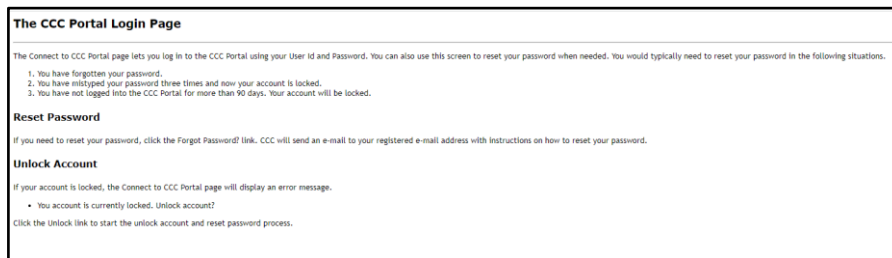 The CCC Portal Login Page
The Connect to CCC Portal page lets you log in to the CCC Portal using your User Id and Password. You can also use this screen to reset your password when needed. You would typically need to reset your password in the following situations.
1. You have forgotten your password.
2. You have mistyped your password three times and now your account is locked.
3. You have not logged into the CCC Portal for more than 90 days. Your account will be locked.
Reset Password
If you need to reset your password, click the Forgot Password? link. CCC will send an e-mail to your registered e-mail address with instructions on how to reset your password.
Unlock Account
If your account is locked, the Connect to CCC Portal page will display an error message.
• You account is currently locked. Unlock account?
Click the Unlock link to start the unlock account and reset password process.